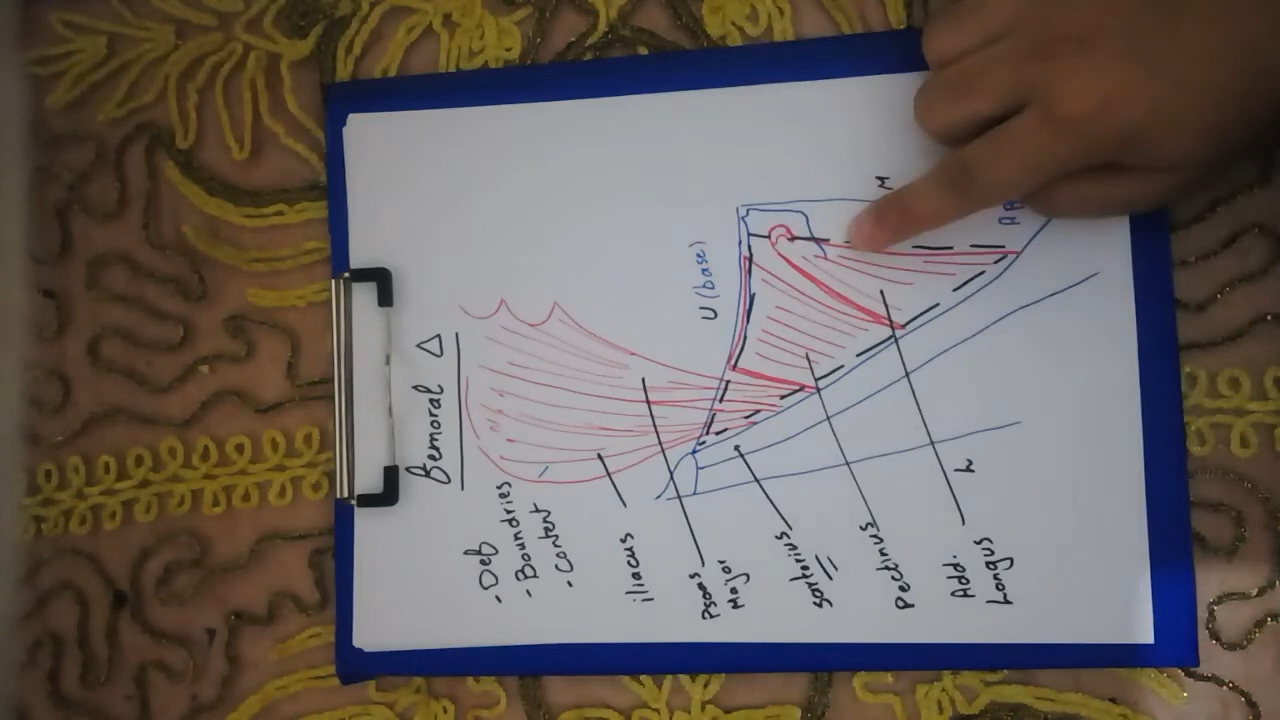 Femoral Δ
-Def
-Boundries
-Content
iliacus
Psoas
Major
sartorius
Pectinus
Add.
Longus
U (base)
M
L